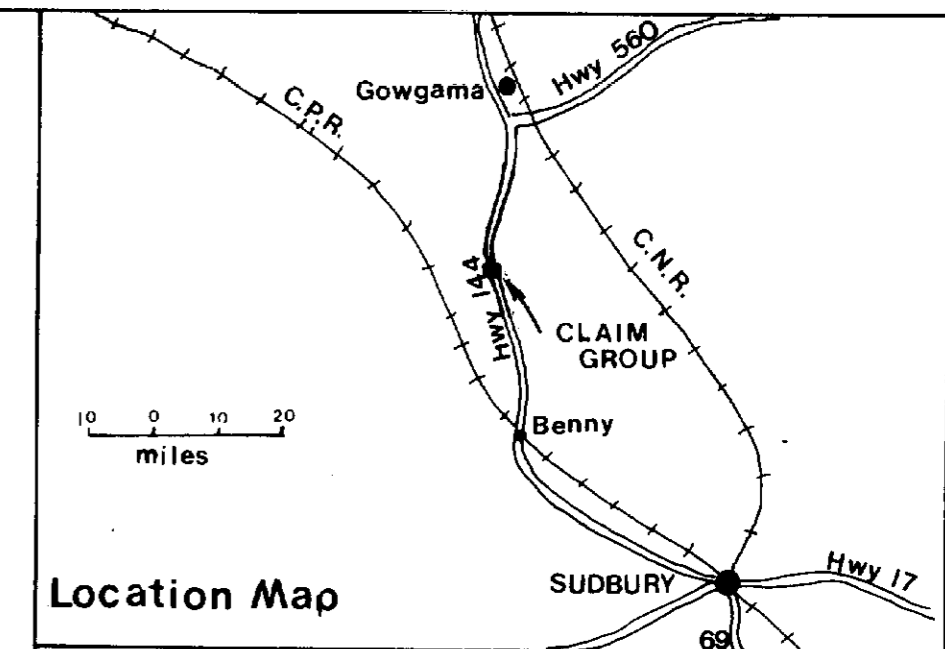 Hwy 560
Gowgama
C.P.R.
C.N.R.
Hwy 144
CLAIM
GROUP
10 0 10 20
miles
Benny
SUDBURY
Hwy 17
Location Map
69